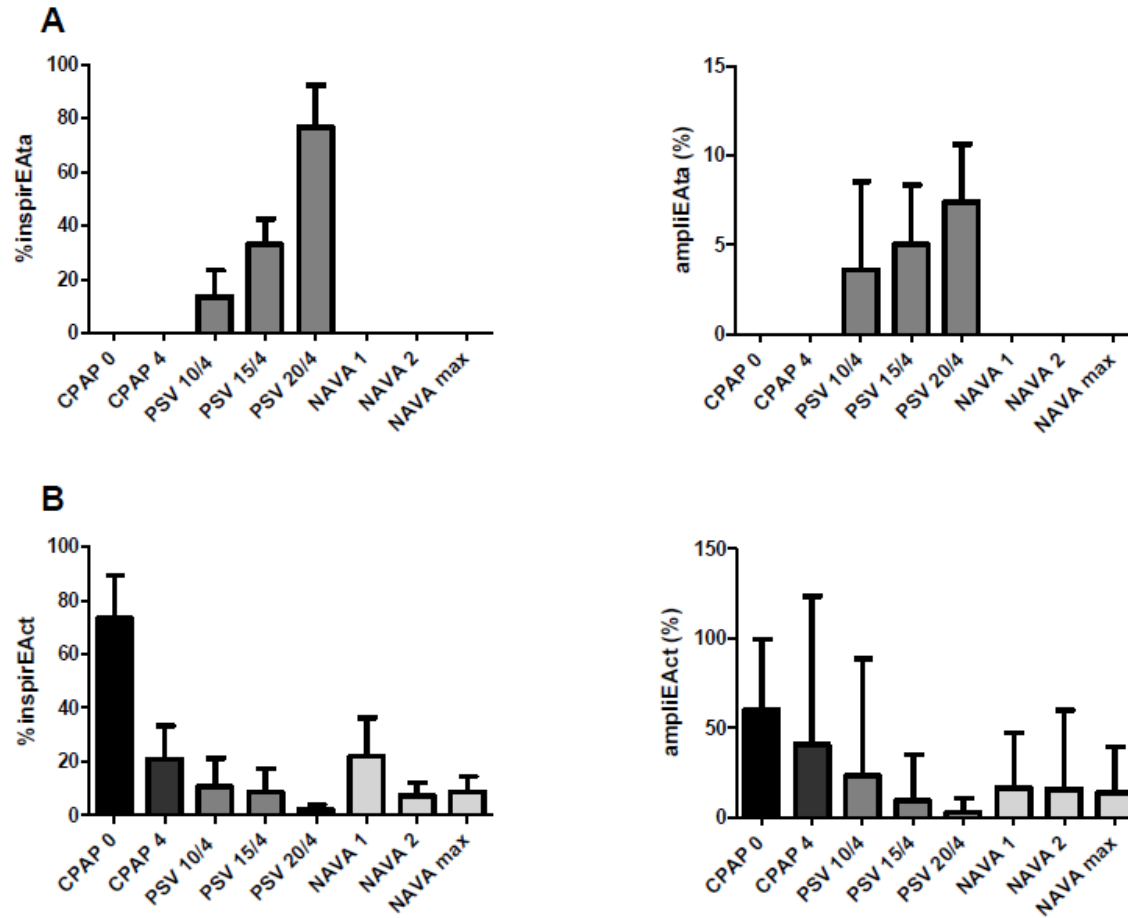 A
%inspirEAta
100
80
60
40
20
0
CPAP 0
CPAP 4
PSV 10/4
PSV 15/4
PSV 20/4
NAVA 1
NAVA 2
NAVA max
ampliEAta (%)
15
10
5
0
CPAP 0
CPAP 4
PSV 10/4
PSV 15/4
PSV 20/4
NAVA 1
NAVA 2
NAVA max
B
%inspirEAct
100
80
60
40
20
0
CPAP 0
CPAP 4
PSV 10/4
PSV 15/4
PSV 20/4
NAVA 1
NAVA 2
NAVA max
ampliEAct (%)
150
100
50
0
CPAP 0
CPAP 4
PSV 10/4
PSV 15/4
PSV 20/4
NAVA 1
NAVA 2
NAVA max